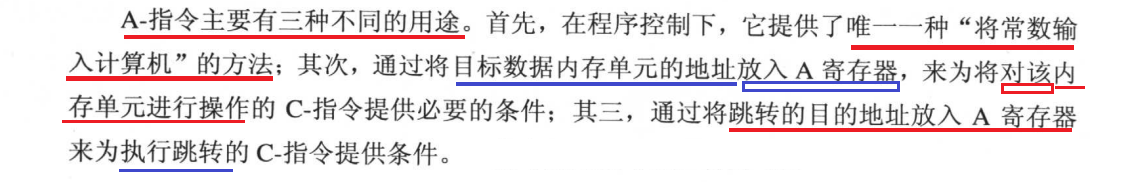 A-指令主要有三种不同的用途。首先，在程序控制下，它提供了唯一一种“将常数输
入计算机”的方法；其次，通过将目标数据内存单元的地址放入 A 寄存器，来为将对该内
存单元进行操作的 C-指令提供必要的条件；其三，通过将跳转的目的地址放入 A 寄存器
来为执行跳转的 C-指令提供条件。